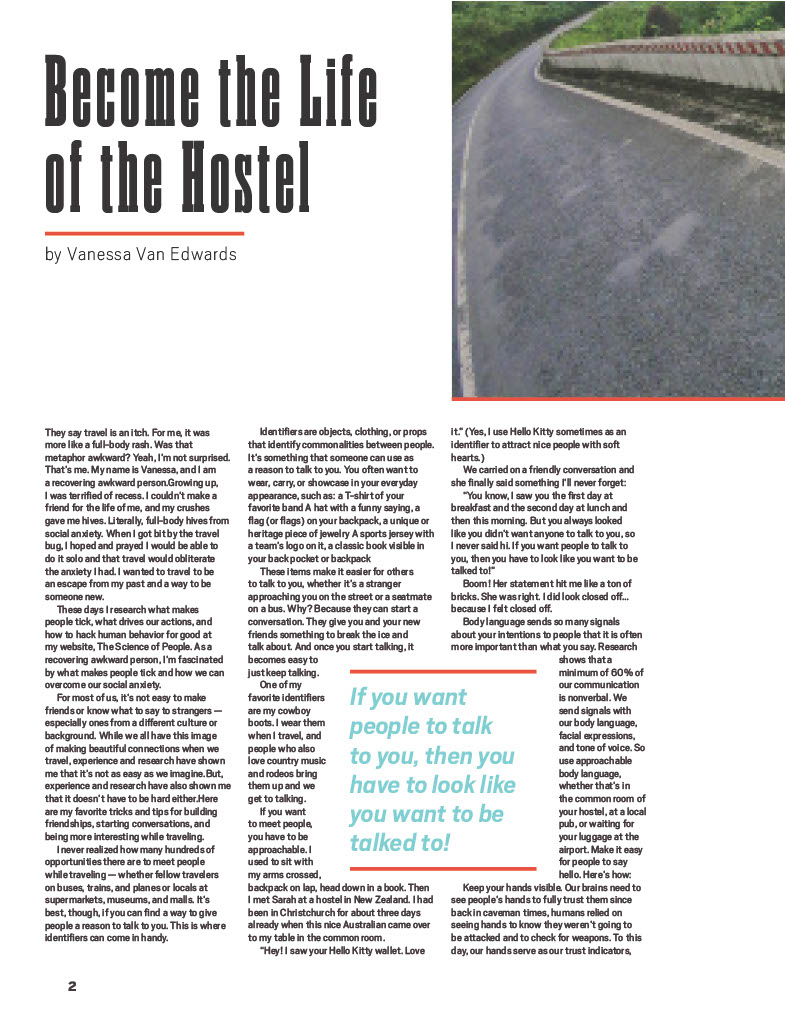 Become the Life
of the Hostel
by Vanessa Van Edwards
They say travel is an itch. For me, it was
more like a full-body rash. Was that
metaphor awkward? Yeah, I'm not surprised.
That's me. My name is Vanessa, and I am
a recovering awkward person.Growing up,
I was terrified of recess. I couldn't make a
friend for the life of me, and my crushes
gave me hives. Literally, full-body hives from
social anxiety. When I got bit by the travel
bug, I hoped and prayed I would be able to
do it solo and that travel would obliterate
the anxiety I had. I wanted to travel to be
an escape from my past and a way to be
someone new.
These days I research what makes
people tick, what drives our actions, and
how to hack human behavior for good at
my website, The Science of People. As a
recovering awkward person, I'm fascinated
by what makes people tick and how we can
overcome our social anxiety.
For most of us, it's not easy to make
friends or know what to say to strangers —
especially ones from a different culture or
background. While we all have this image
of making beautiful connections when we
travel, experience and research have shown
me that it's not as easy as we imagine.But,
experience and research have also shown me
that it doesn't have to be hard either.Here
are my favorite tricks and tips for building
friendships, starting conversations, and
being more interesting while traveling.
I never realized how many hundreds of
opportunities there are to meet people
while traveling — whether fellow travelers
on buses, trains, and planes or locals at
supermarkets, museums, and malls. It's
best, though, if you can find a way to give
people a reason to talk to you. This is where
identifiers can come in handy.
Identifiers are objects, clothing, or props
that identify commonalities between people.
It's something that someone can use as
a reason to talk to you. You often want to
wear, carry, or showcase in your everyday
appearance, such as: a T-shirt of your
favorite band A hat with a funny saying, a
flag (or flags) on your backpack, a unique or
heritage piece of jewelry A sports jersey with
a team's logo on it, a classic book visible in
your back pocket or backpack
These items make it easier for others
to talk to you, whether it's a stranger
approaching you on the street or a seatmate
on a bus. Why? Because they can start a
conversation. They give you and your new
friends something to break the ice and
talk about. And once you start talking, it
becomes easy to
just keep talking.
One of my
favorite identifiers
are my cowboy
boots. I wear them
when I travel, and
people who also
love country music
and rodeos bring
them up and we
get to talking.
If you want
to meet people,
you have to be
approachable. I
used to sit with
my arms crossed,
backpack on lap, head down in a book. Then
I met Sarah at a hostel in New Zealand. I had
been in Christchurch for about three days
already when this nice Australian came over
to my table in the common room.
"Hey! I saw your Hello Kitty wallet. Love
If you want
people to talk
to you, then you
have to look like
you want to be
talked to!
it." (Yes, I use Hello Kitty sometimes as an
identifier to attract nice people with soft
hearts.)
We carried on a friendly conversation and
she finally said something I'll never forget:
"You know, I saw you the first day at
breakfast and the second day at lunch and
then this morning. But you always looked
like you didn't want anyone to talk to you, so
I never said hi. If you want people to talk to
you, then you have to look like you want to be
talked to!"
Boom! Her statement hit me like a ton of
bricks. She was right. I did look closed off...
because I felt closed off.
Body language sends so many signals
about your intentions to people that it is often
more important than what you say. Research
shows that a
minimum of 60% of
our communication
is nonverbal. We
send signals with
our body language,
facial expressions,
and tone of voice. So
use approachable
body language,
whether that's in
the common room of
your hostel, at a local
pub, or waiting for
your luggage at the
airport. Make it easy
for people to say
hello. Here's how:
Keep your hands visible. Our brains need to
see people's hands to fully trust them since
back in caveman times, humans relied on
seeing hands to know they weren't going to
be attacked and to check for weapons. To this
day, our hands serve as our trust indicators,
2